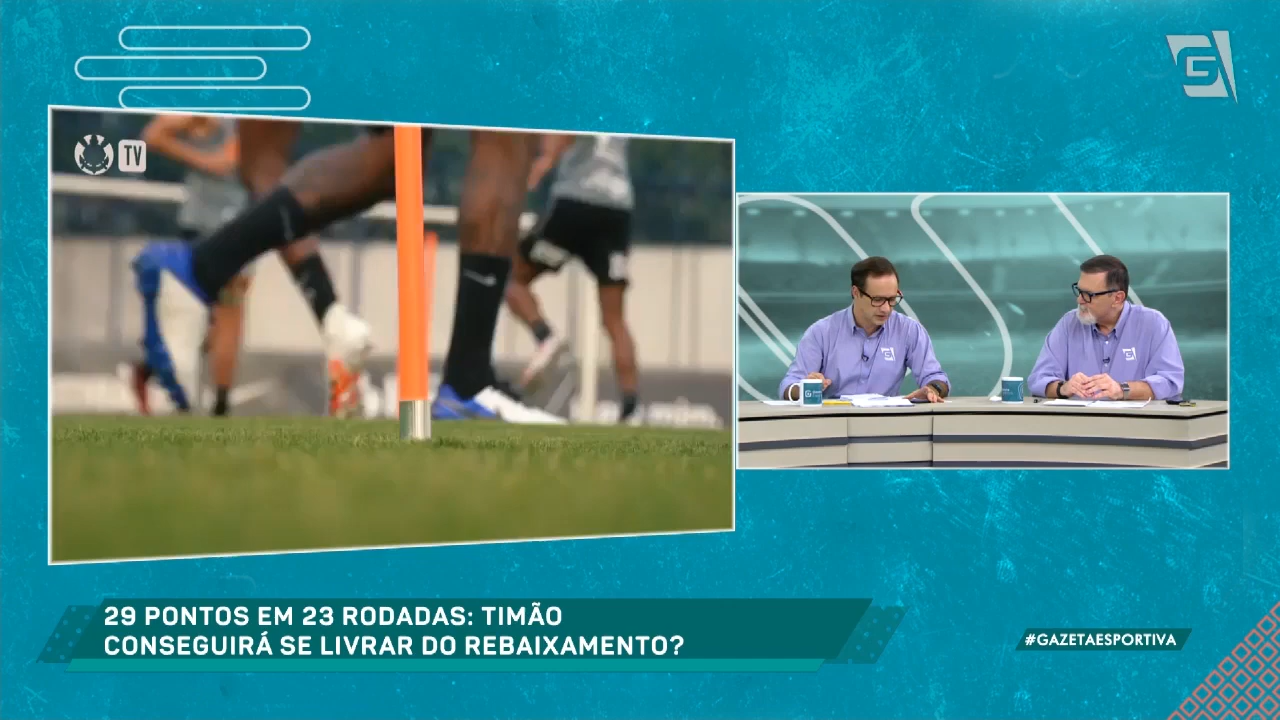 TV
G
29 PONTOS EM 23 RODADAS: TIMÃO
CONSEGUIRÁ SE LIVRAR DO REBAIXAMENTO?
#GAZETAESPORTIVA